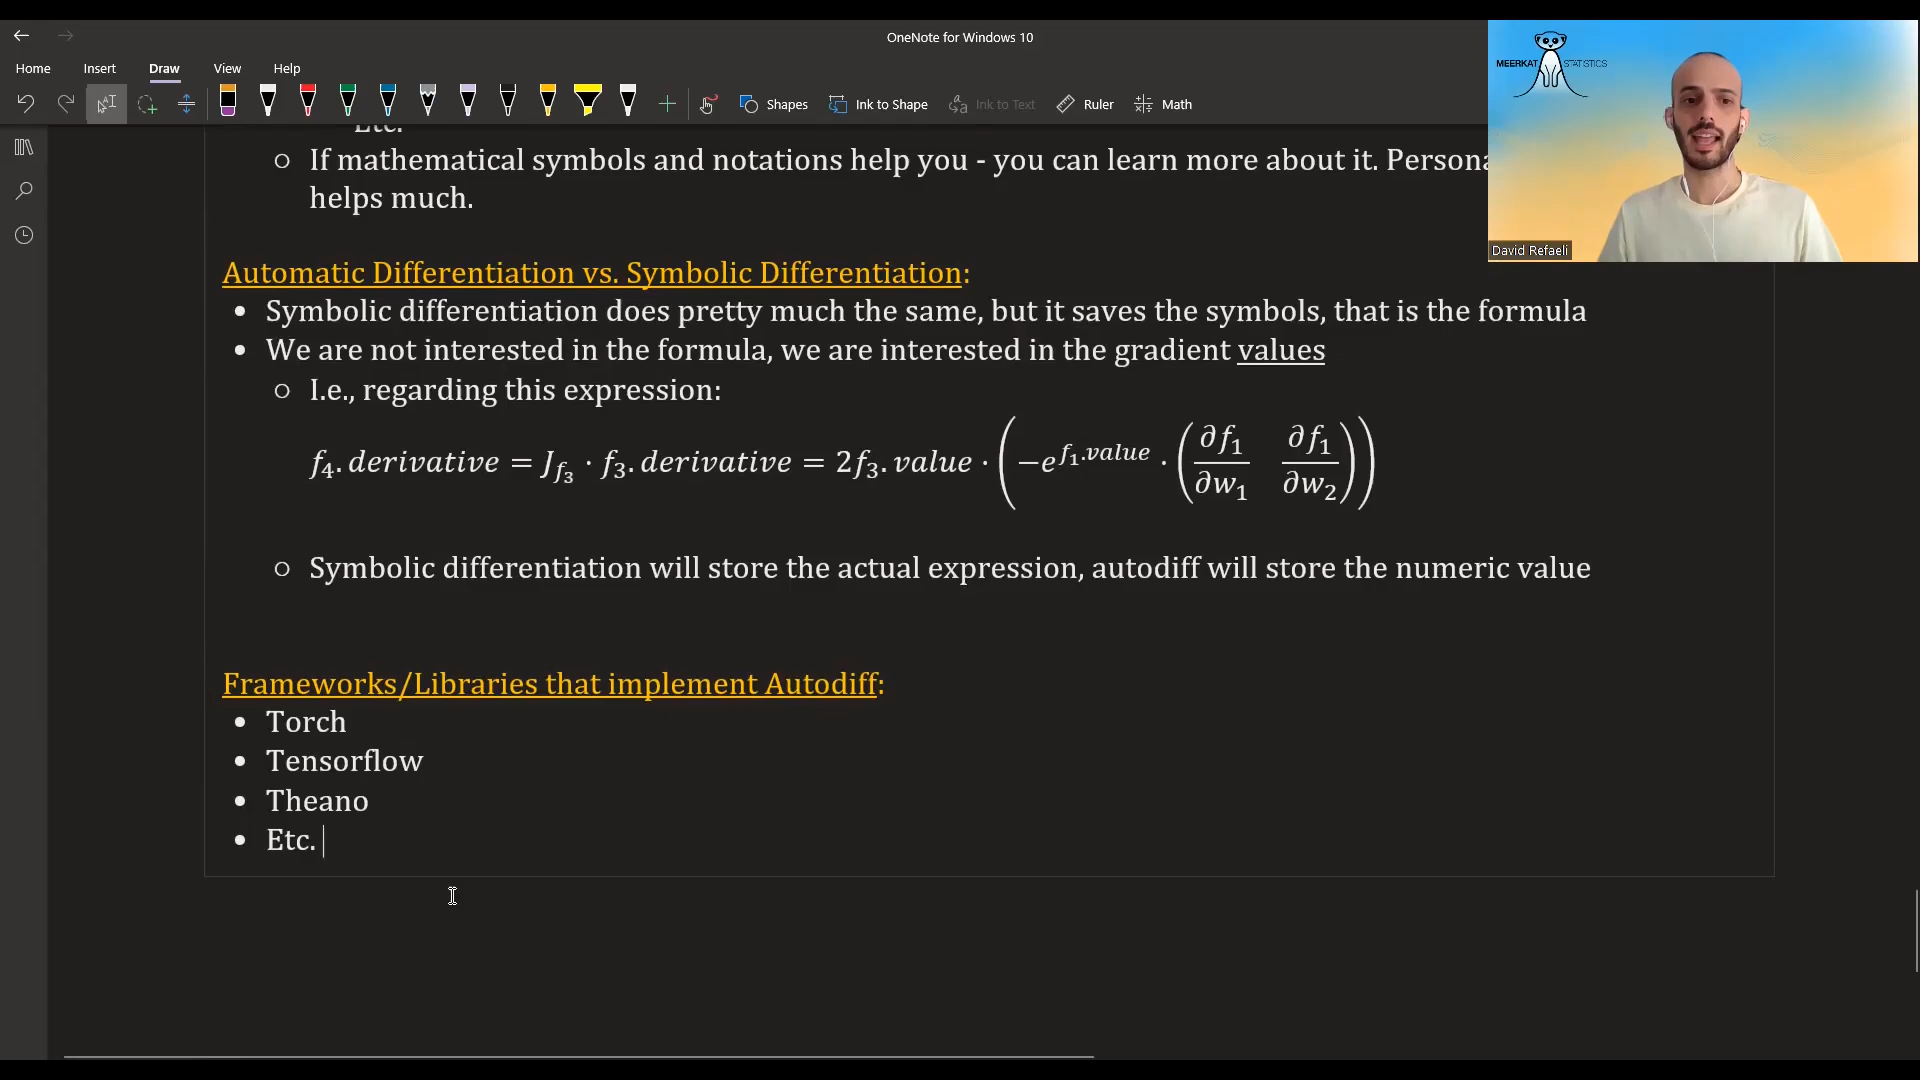 OneNote for Windows 10
Home Insert Draw View Help
Shapes Ink to Shape Ink to Text Ruler Math
MEERKAT STATISTICS
David Refaeli
Etc.
If mathematical symbols and notations help you - you can learn more about it. Persona
helps much.
Automatic Differentiation vs. Symbolic Differentiation:
• Symbolic differentiation does pretty much the same, but it saves the symbols, that is the formula
• We are not interested in the formula, we are interested in the gradient values
○ I.e., regarding this expression:
f₄.derivative = J_{f₃} · f₃.derivative = 2f₃.value · (−e^{f₁.value} · (∂f₁/∂w₁ ∂f₁/∂w₂))
○ Symbolic differentiation will store the actual expression, autodiff will store the numeric value
Frameworks/Libraries that implement Autodiff:
• Torch
• Tensorflow
• Theano
• Etc.